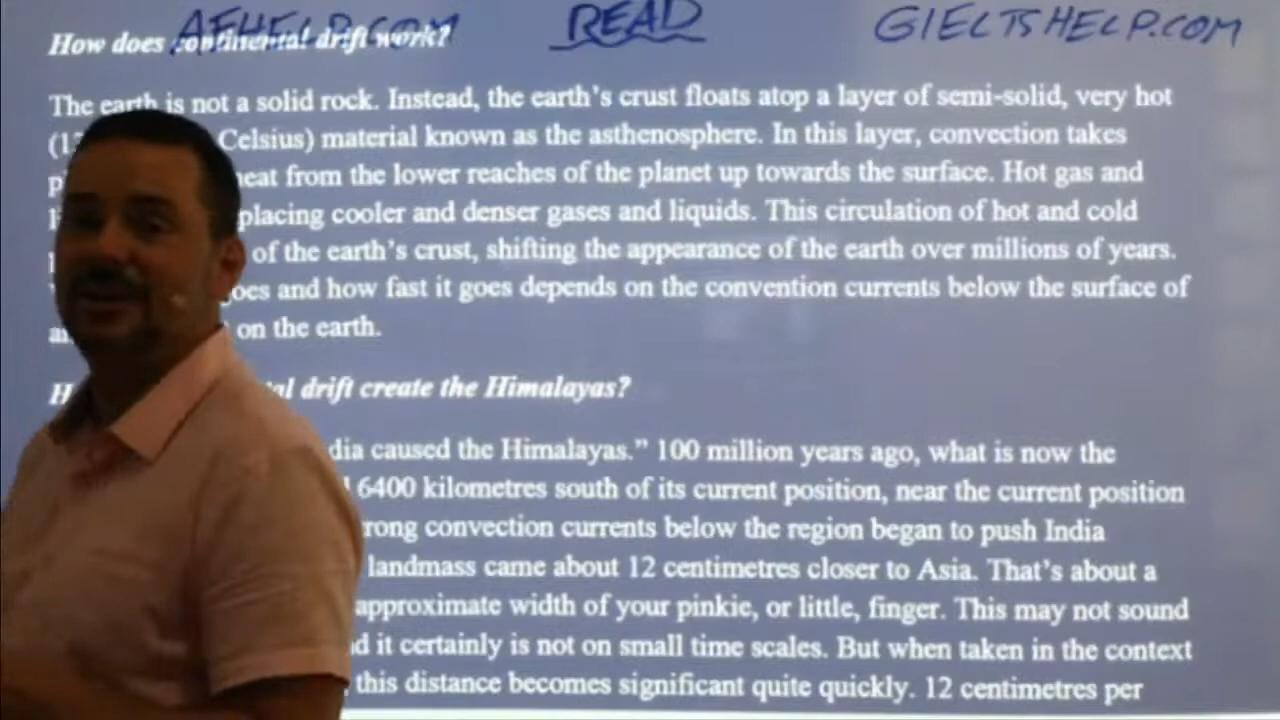 AEHELP.COM READ GIELTSHELP.COM
How does continental drift work?
The earth is not a solid rock. Instead, the earth's crust floats atop a layer of semi-solid, very hot
Celsius) material known as the asthenosphere. In this layer, convection takes
heat from the lower reaches of the planet up towards the surface. Hot gas and
placing cooler and denser gases and liquids. This circulation of hot and cold
of the earth's crust, shifting the appearance of the earth over millions of years.
goes and how fast it goes depends on the convention currents below the surface of
on the earth.
drift create the Himalayas?
caused the Himalayas." 100 million years ago, what is now the
6400 kilometres south of its current position, near the current position
convection currents below the region began to push India
landmass came about 12 centimetres closer to Asia. That's about a
approximate width of your pinkie, or little, finger. This may not sound
it certainly is not on small time scales. But when taken in the context
this distance becomes significant quite quickly. 12 centimetres per